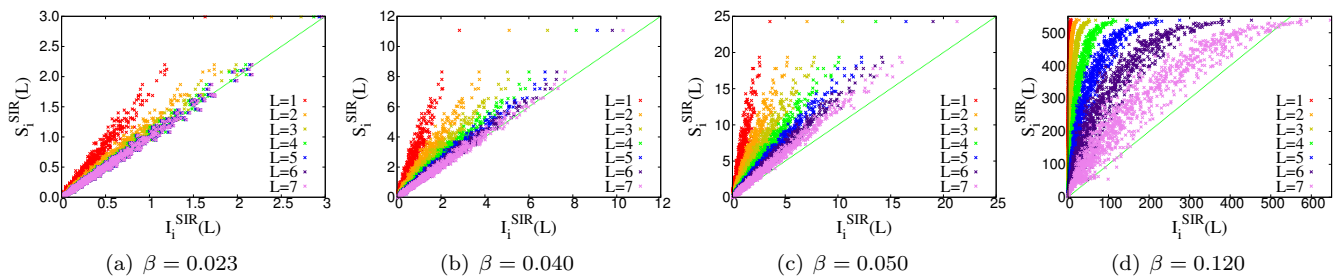 3.0
2.5
2.0
1.5
1.0
0.5
0.0
0
0.5
1
1.5
2
2.5
3
S_i^SIR(L)
I_i^SIR(L)
L=1
L=2
L=3
L=4
L=5
L=6
L=7
(a) β = 0.023
12
10
8
6
4
2
0
0
2
4
6
8
10
12
S_i^SIR(L)
I_i^SIR(L)
L=1
L=2
L=3
L=4
L=5
L=6
L=7
(b) β = 0.040
25
20
15
10
5
0
0
5
10
15
20
25
S_i^SIR(L)
I_i^SIR(L)
L=1
L=2
L=3
L=4
L=5
L=6
L=7
(c) β = 0.050
500
400
300
200
100
0
0
100
200
300
400
500
600
S_i^SIR(L)
I_i^SIR(L)
L=1
L=2
L=3
L=4
L=5
L=6
L=7
(d) β = 0.120